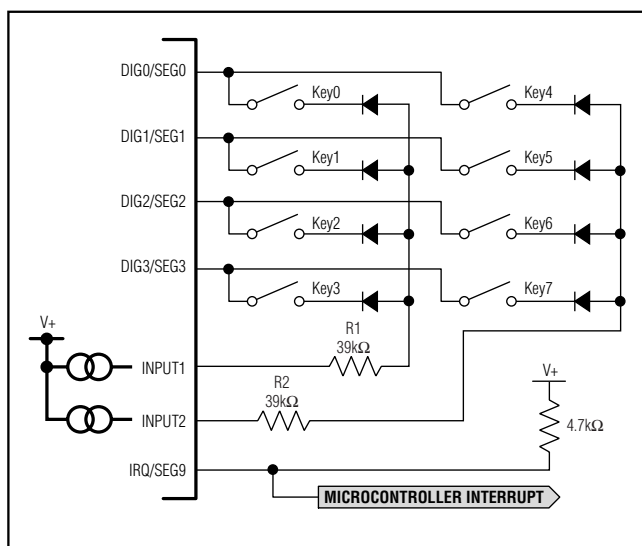 DIG0/SEG0
Key0
Key4
DIG1/SEG1
Key1
Key5
DIG2/SEG2
Key2
Key6
DIG3/SEG3
Key3
Key7
V+
R1
39kΩ
INPUT1
R2
39kΩ
V+
INPUT2
4.7kΩ
IRQ/SEG9
MICROCONTROLLER INTERRUPT